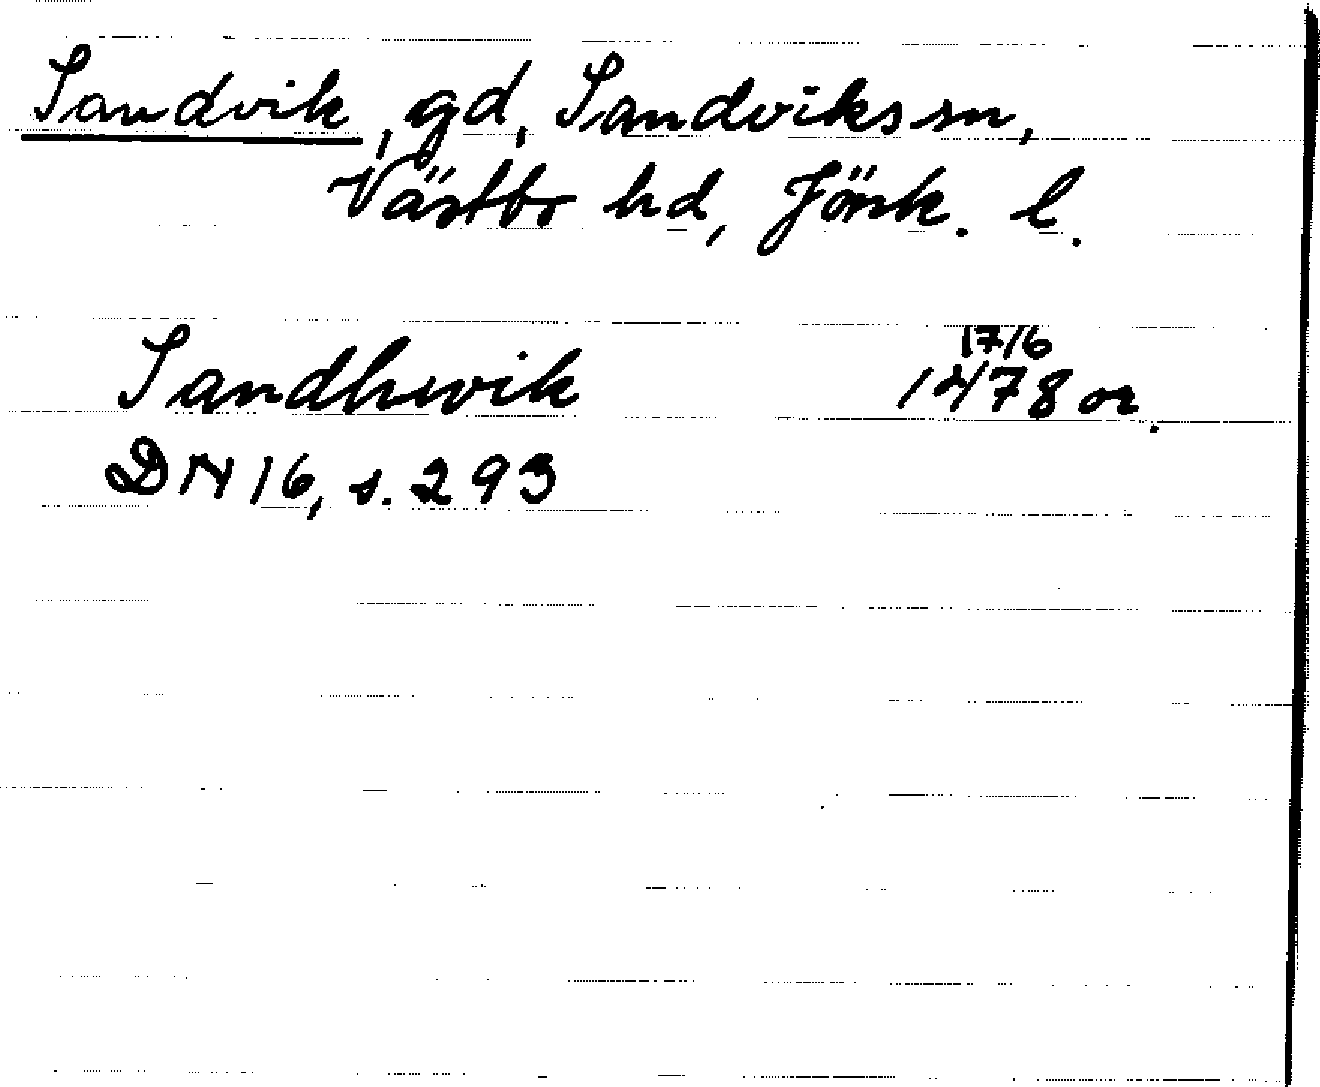 Sandvik, gd, Sandviks sn,
Västbo hd, Jönk. l.
17/6
Sandhwik 1478 or.
DN 16, s. 293